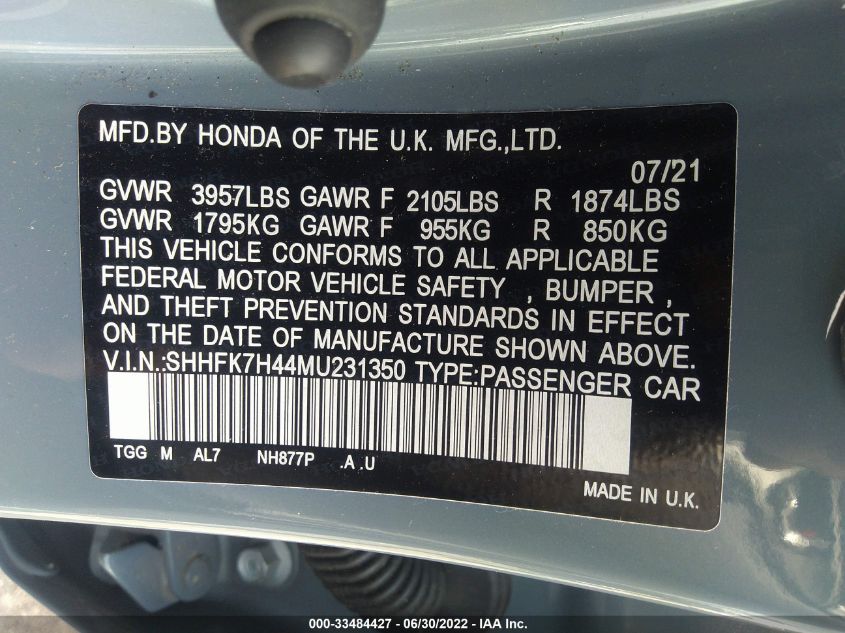 MFD.BY HONDA OF THE U.K. MFG.,LTD.
07/21
GVWR 3957LBS GAWR F 2105LBS R 1874LBS
GVWR 1795KG GAWR F 955KG R 850KG
THIS VEHICLE CONFORMS TO ALL APPLICABLE
FEDERAL MOTOR VEHICLE SAFETY , BUMPER ,
AND THEFT PREVENTION STANDARDS IN EFFECT
ON THE DATE OF MANUFACTURE SHOWN ABOVE.
V.I.N.:SHHFK7H44MU231350 TYPE:PASSENGER CAR
TGG M AL7 NH877P .A .U
MADE IN U.K.
000-33484427 - 06/30/2022 - IAA Inc.